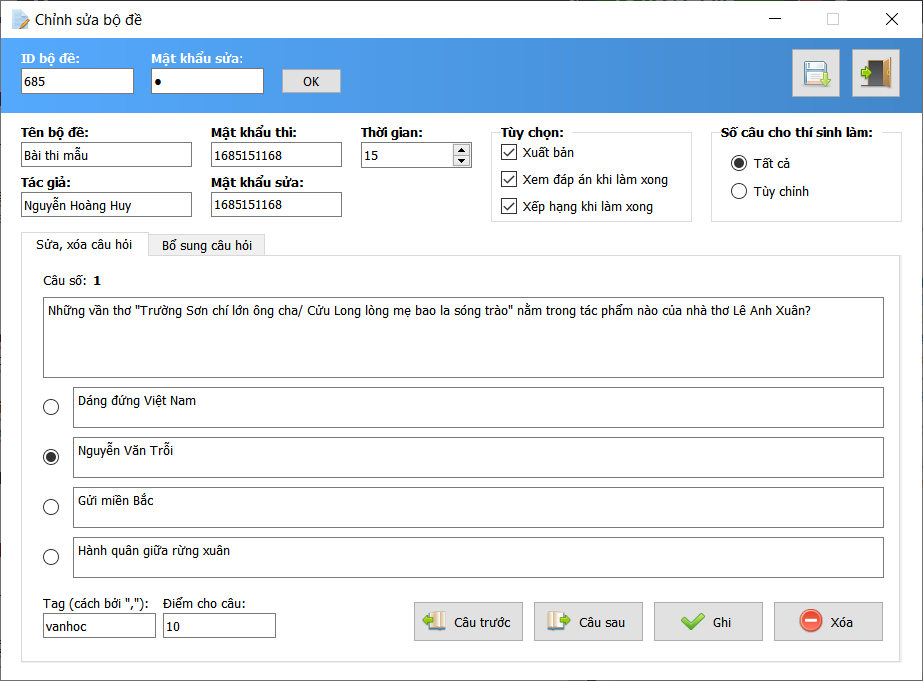 Chỉnh sửa bộ đề
ID bộ đề: Mật khẩu sửa:
685 ● OK
Tên bộ đề: Mật khẩu thi: Thời gian: Tùy chọn: Số câu cho thí sinh làm:
Bài thi mẫu 1685151168 15 Xuất bản Tất cả
Tác giả: Mật khẩu sửa: Xem đáp án khi làm xong Tùy chỉnh
Nguyễn Hoàng Huy 1685151168 Xếp hạng khi làm xong
Sửa, xóa câu hỏi Bổ sung câu hỏi
Câu số: 1
Những vần thơ "Trường Sơn chí lớn ông cha/ Cửu Long lòng mẹ bao la sóng trào" nằm trong tác phẩm nào của nhà thơ Lê Anh Xuân?
Dáng đứng Việt Nam
Nguyễn Văn Trỗi
Gửi miền Bắc
Hành quân giữa rừng xuân
Tag (cách bởi ","): Điểm cho câu:
vanhoc 10 Câu trước Câu sau Ghi Xóa